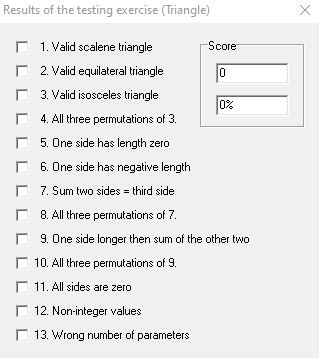 Results of the testing exercise (Triangle)
1. Valid scalene triangle
2. Valid equilateral triangle
3. Valid isosceles triangle
4. All three permutations of 3.
5. One side has length zero
6. One side has negative length
7. Sum two sides = third side
8. All three permutations of 7.
9. One side longer then sum of the other two
10. All three permutations of 9.
11. All sides are zero
12. Non-integer values
13. Wrong number of parameters
Score
0
0%